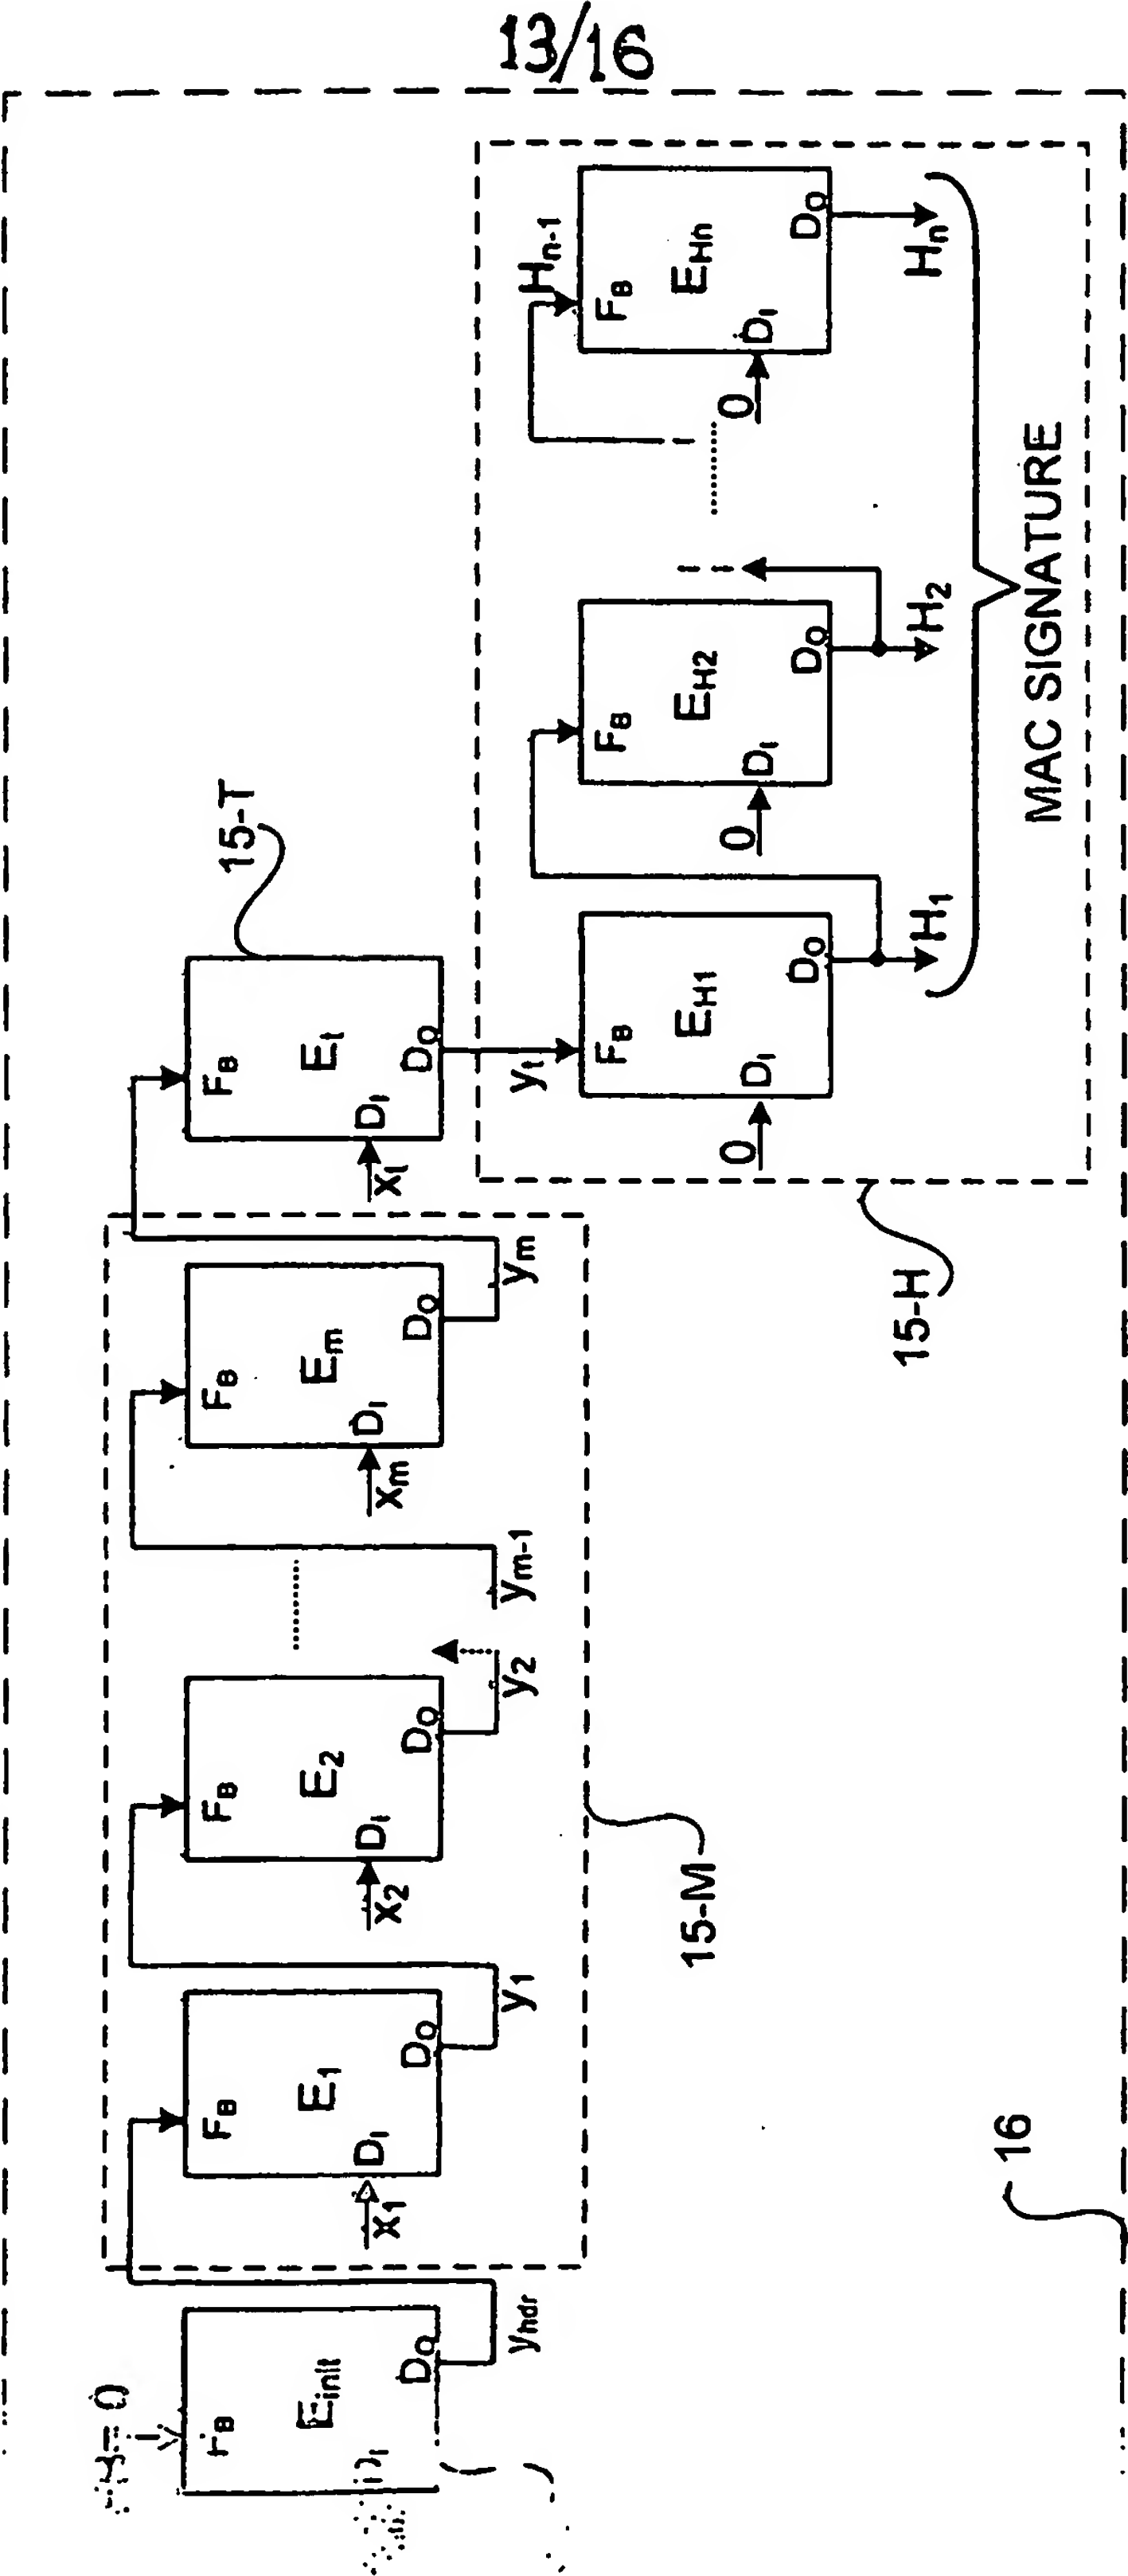 13/16
= 0
FB
Einit
DI
DO
yhdr
FB
E1
DI
DO
x1
y1
FB
E2
DI
DO
x2
y2
ym-1
FB
Em
DI
DO
xm
ym
15-M
FB
Et
DI
DO
xt
yt
15-T
FB
EH1
DI
DO
0
H1
FB
EH2
DI
DO
0
H2
Hn-1
FB
EHn
DI
DO
0
Hn
MAC SIGNATURE
15-H
16